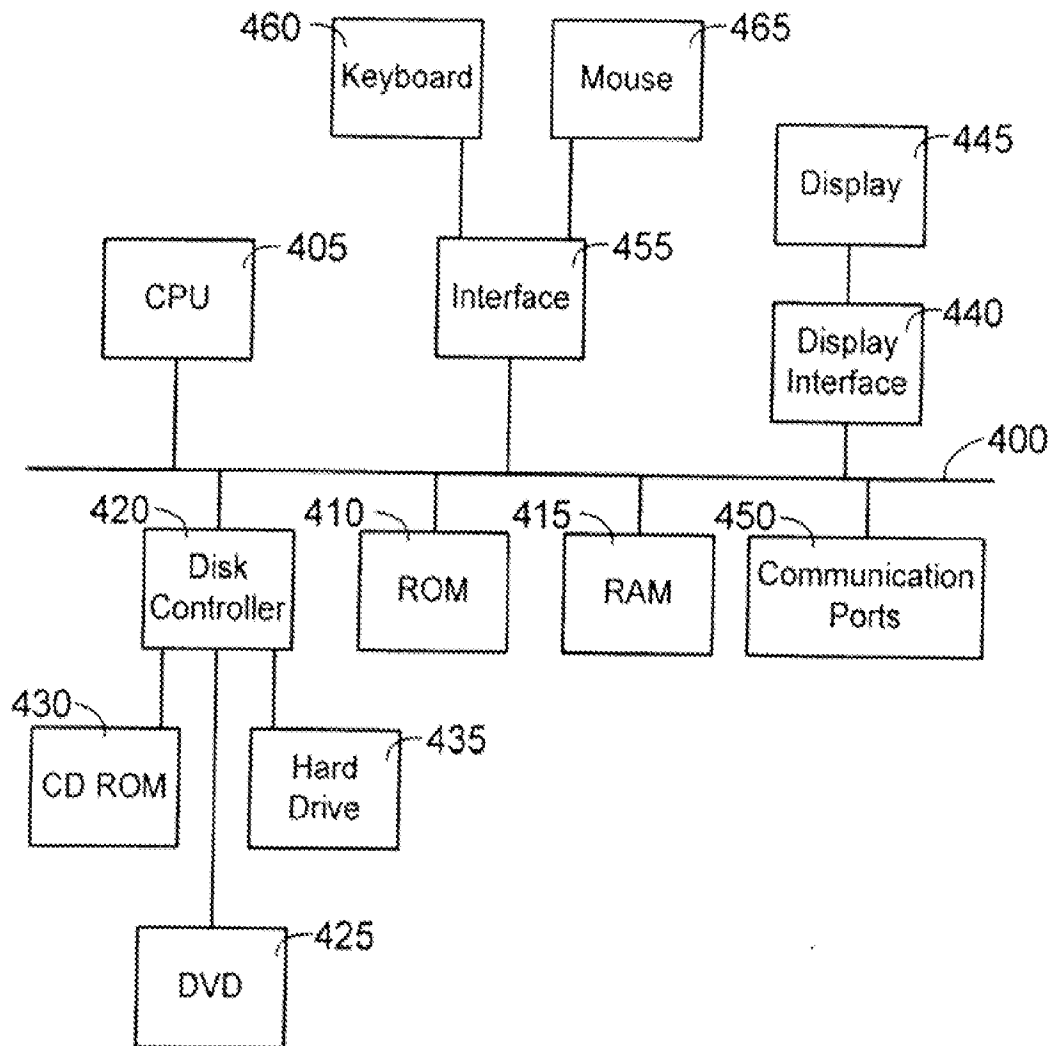 460
Keyboard
465
Mouse
445
Display
405
CPU
455
Interface
440
Display
Interface
400
420
Disk
Controller
410
ROM
415
RAM
450
Communication
Ports
430
CD ROM
435
Hard
Drive
425
DVD